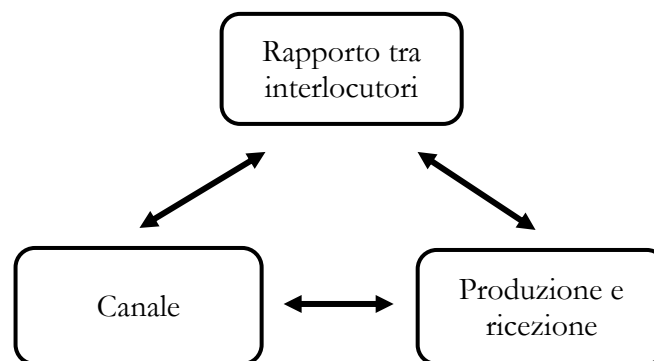 Rapporto tra
interlocutori
Canale
Produzione e
ricezione